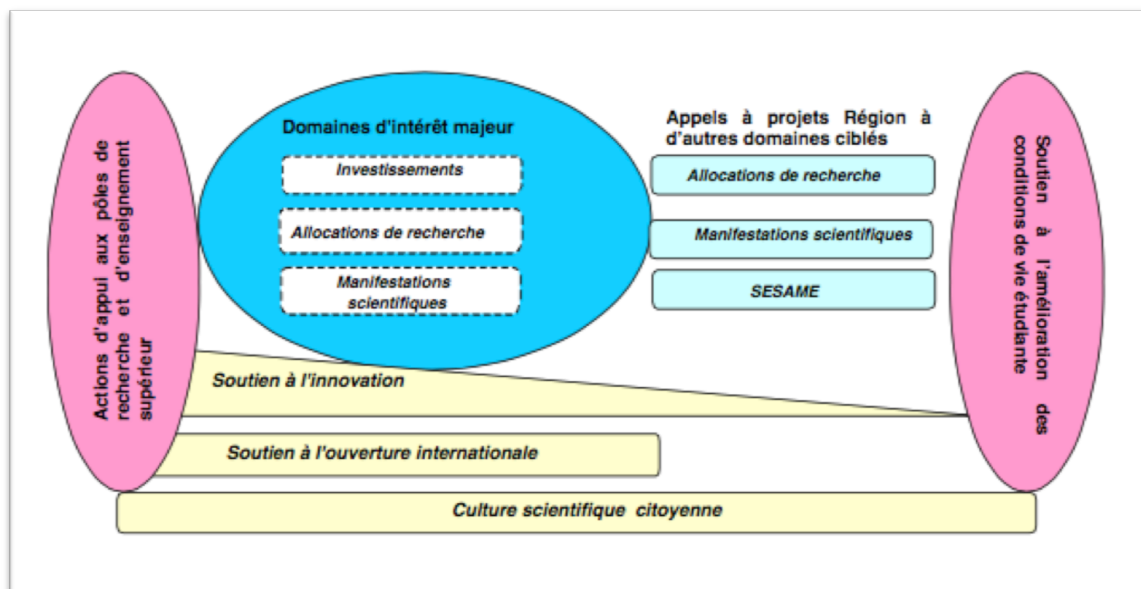 Actions d'appui aux pôles de
recherche et d'enseignement
supérieur
Domaines d'intérêt majeur
Investissements
Allocations de recherche
Manifestations
scientifiques
Appels à projets Région à
d'autres domaines ciblés
Allocations de recherche
Manifestations scientifiques
SESAME
Soutien à l'amélioration des
conditions de vie étudiante
Soutien à l'innovation
Soutien à l'ouverture internationale
Culture scientifique citoyenne